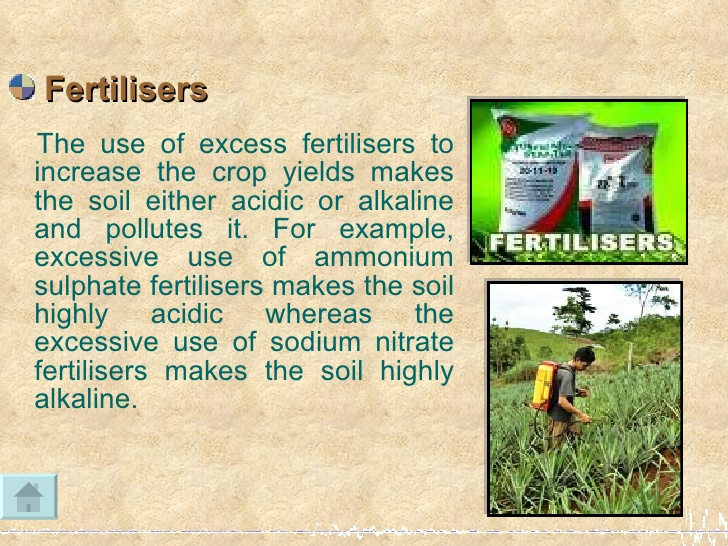 Fertilisers
The use of excess fertilisers to
increase the crop yields makes
the soil either acidic or alkaline
and pollutes it. For example,
excessive use of ammonium
sulphate fertilisers makes the soil
highly acidic whereas the
excessive use of sodium nitrate
fertilisers makes the soil highly
alkaline.
20-11-10
FERTILISERS